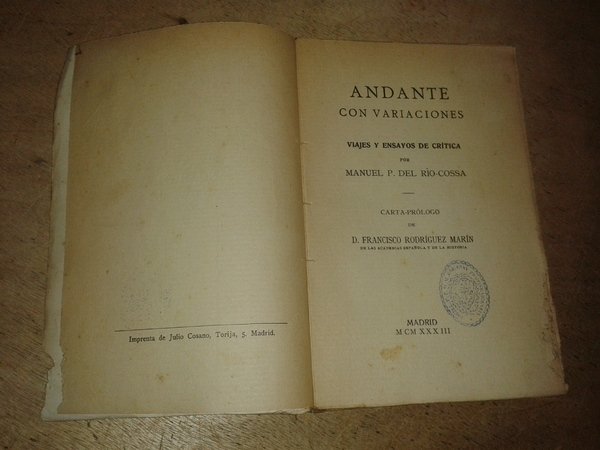 Imprenta de Julio Cosano, Torija, 5. Madrid.
ANDANTE
CON VARIACIONES
VIAJES Y ENSAYOS DE CRÍTICA
POR
MANUEL P. DEL RÍO-COSSA
CARTA-PRÓLOGO
DE
D. FRANCISCO RODRÍGUEZ MARÍN
DE LAS ACADEMIAS ESPAÑOLA Y DE LA HISTORIA
MADRID
MCMXXXIII